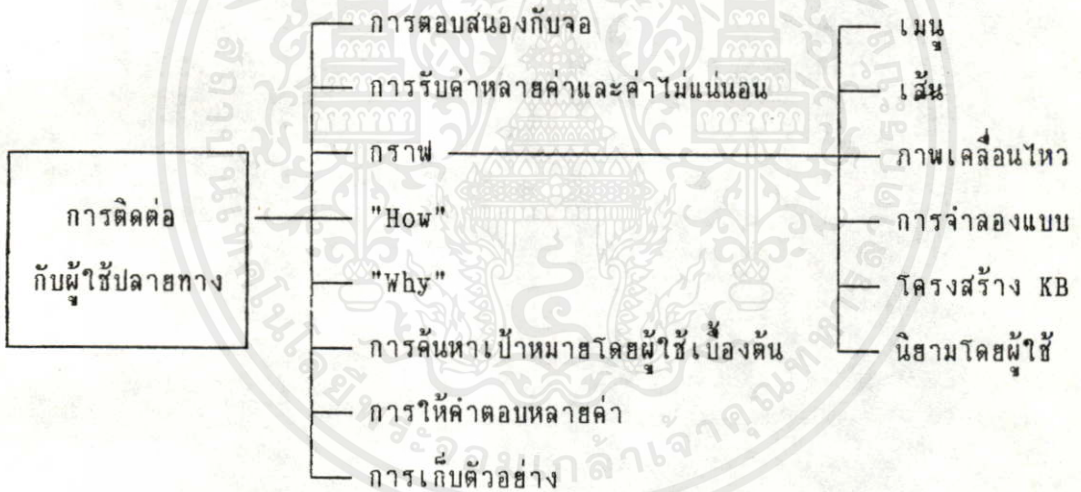 การติดต่อ
กับผู้ใช้ปลายทาง
การตอบสนองกับจอ
การรับค่าหลายค่าและค่าไม่แน่นอน
กราฟ
"How"
"Why"
การค้นหาเป้าหมายโดยผู้ใช้เบื้องต้น
การให้คำตอบหลายค่า
การเก็บตัวอย่าง
เมนู
เส้น
ภาพเคลื่อนไหว
การจำลองแบบ
โครงสร้าง KB
นิยามโดยผู้ใช้